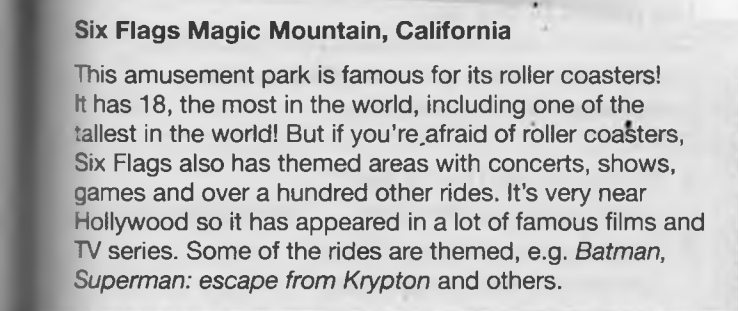 Six Flags Magic Mountain, California
This amusement park is famous for its roller coasters!
It has 18, the most in the world, including one of the
tallest in the world! But if you're afraid of roller coasters,
Six Flags also has themed areas with concerts, shows,
games and over a hundred other rides. It's very near
Hollywood so it has appeared in a lot of famous films and
TV series. Some of the rides are themed, e.g. Batman,
Superman: escape from Krypton and others.